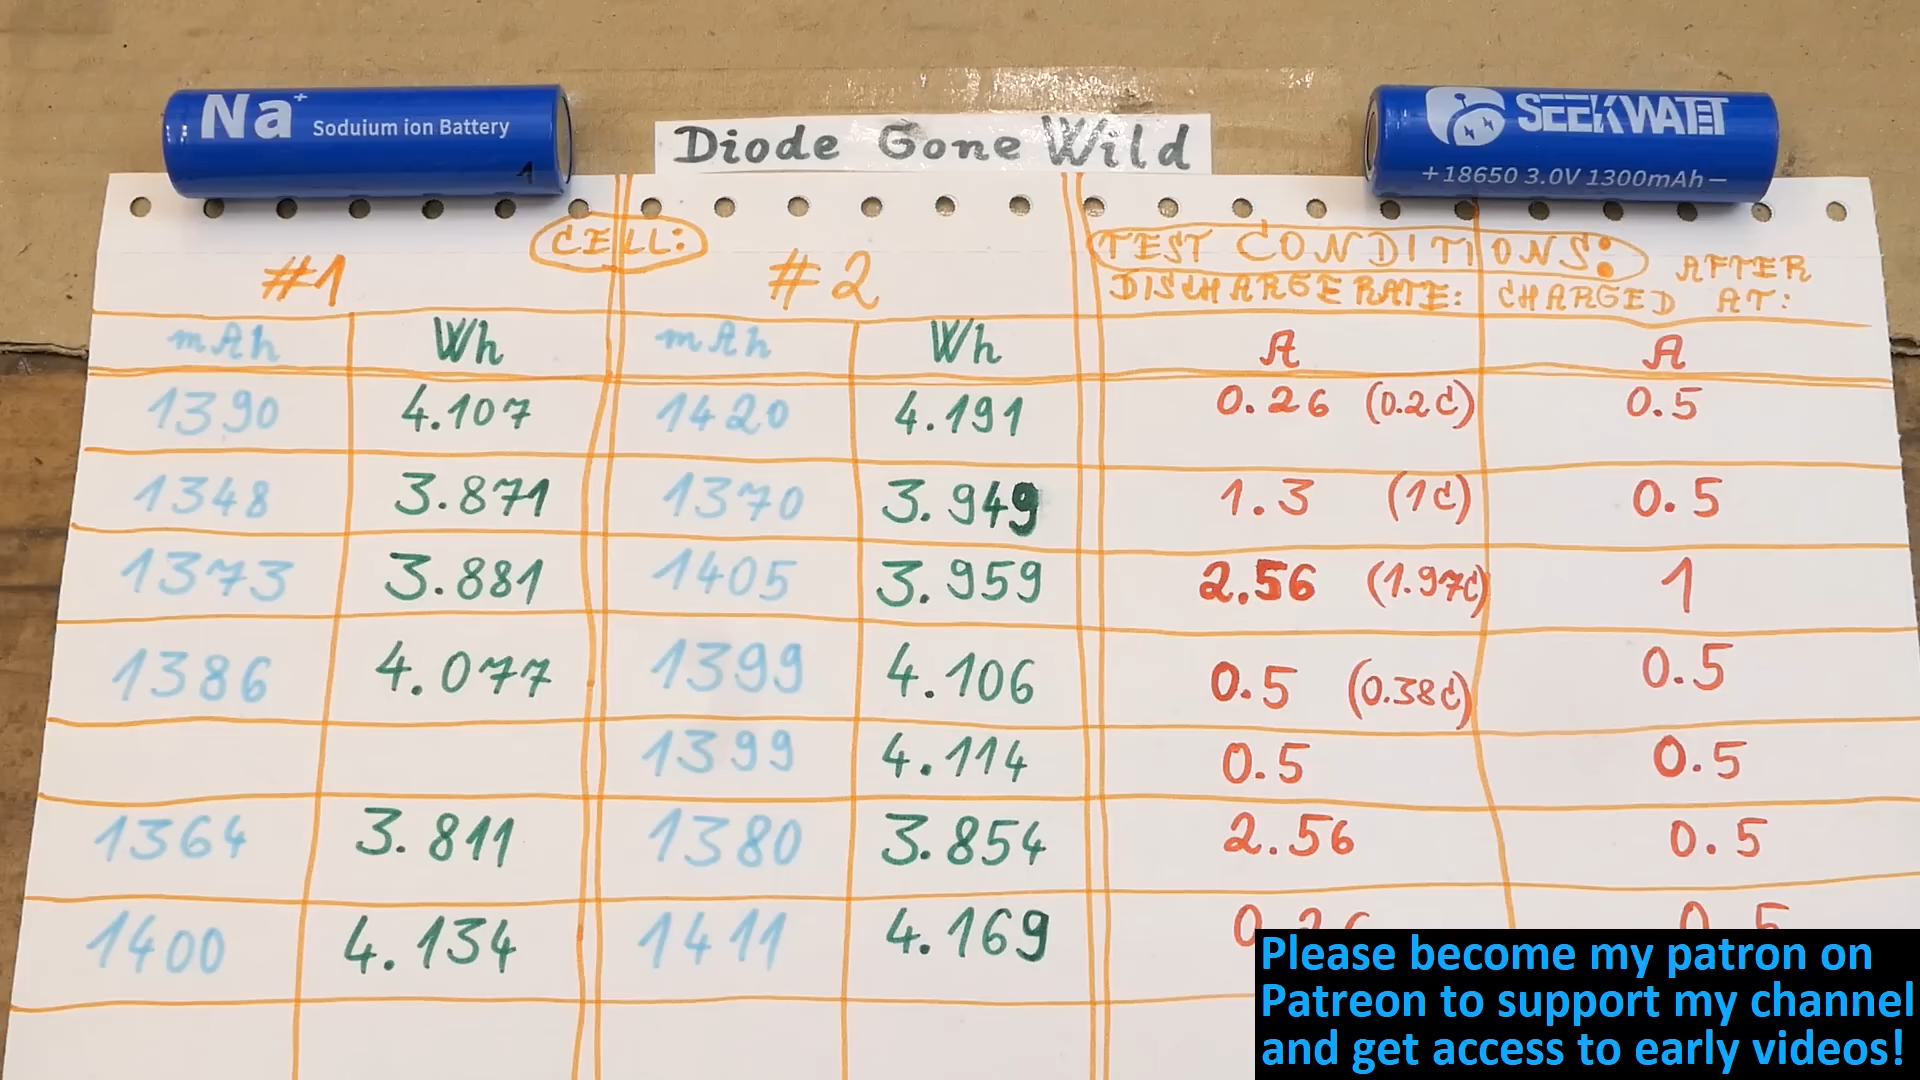 Na+
Soduium ion Battery
1
SEEKWATT
+18650 3.0V 1300mAh−
Diode Gone Wild
CELL:
TEST CONDITIONS:
#1
#2
DISCHARGE RATE:
AFTER
CHARGED AT:
mAh Wh mAh Wh A A
1390 4.107 1420 4.191 0.26 (0.2C) 0.5
1348 3.871 1370 3.949 1.3 (1C) 0.5
1373 3.881 1405 3.959 2.56 (1.97C) 1
1386 4.077 1399 4.106 0.5 (0.38C) 0.5
1399 4.114 0.5 0.5
1364 3.811 1380 3.854 2.56 0.5
1400 4.134 1411 4.169 0.26 0.5
Please become my patron on
Patreon to support my channel
and get access to early videos!